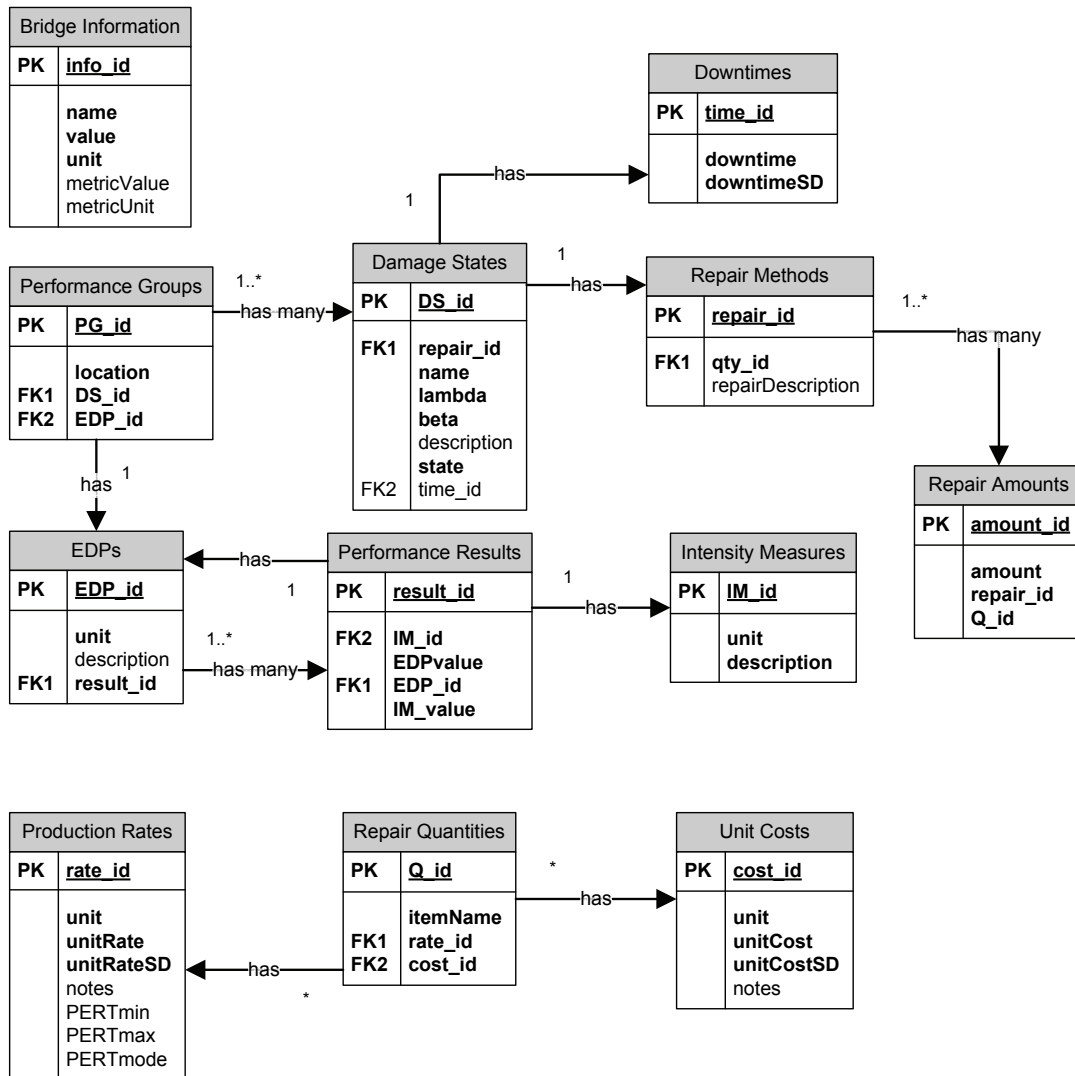 Bridge Information
PK info_id
name
value
unit
metricValue
metricUnit
Downtimes
PK time_id
downtime
downtimeSD
has
1
Performance Groups
PK PG_id
location
FK1 DS_id
FK2 EDP_id
1..*
has many
Damage States
PK DS_id
FK1 repair_id
name
lambda
beta
description
state
FK2 time_id
1
has
Repair Methods
PK repair_id
FK1 qty_id
repairDescription
1..*
has many
Repair Amounts
PK amount_id
amount
repair_id
Q_id
1
has
EDPs
PK EDP_id
unit
description
FK1 result_id
has
1
1..*
has many
Performance Results
PK result_id
FK2 IM_id
EDPvalue
FK1 EDP_id
IM_value
1
has
Intensity Measures
PK IM_id
unit
description
Production Rates
PK rate_id
unit
unitRate
unitRateSD
notes
PERTmin
PERTmax
PERTmode
has
*
Repair Quantities
PK Q_id
itemName
FK1 rate_id
FK2 cost_id
*
has
Unit Costs
PK cost_id
unit
unitCost
unitCostSD
notes